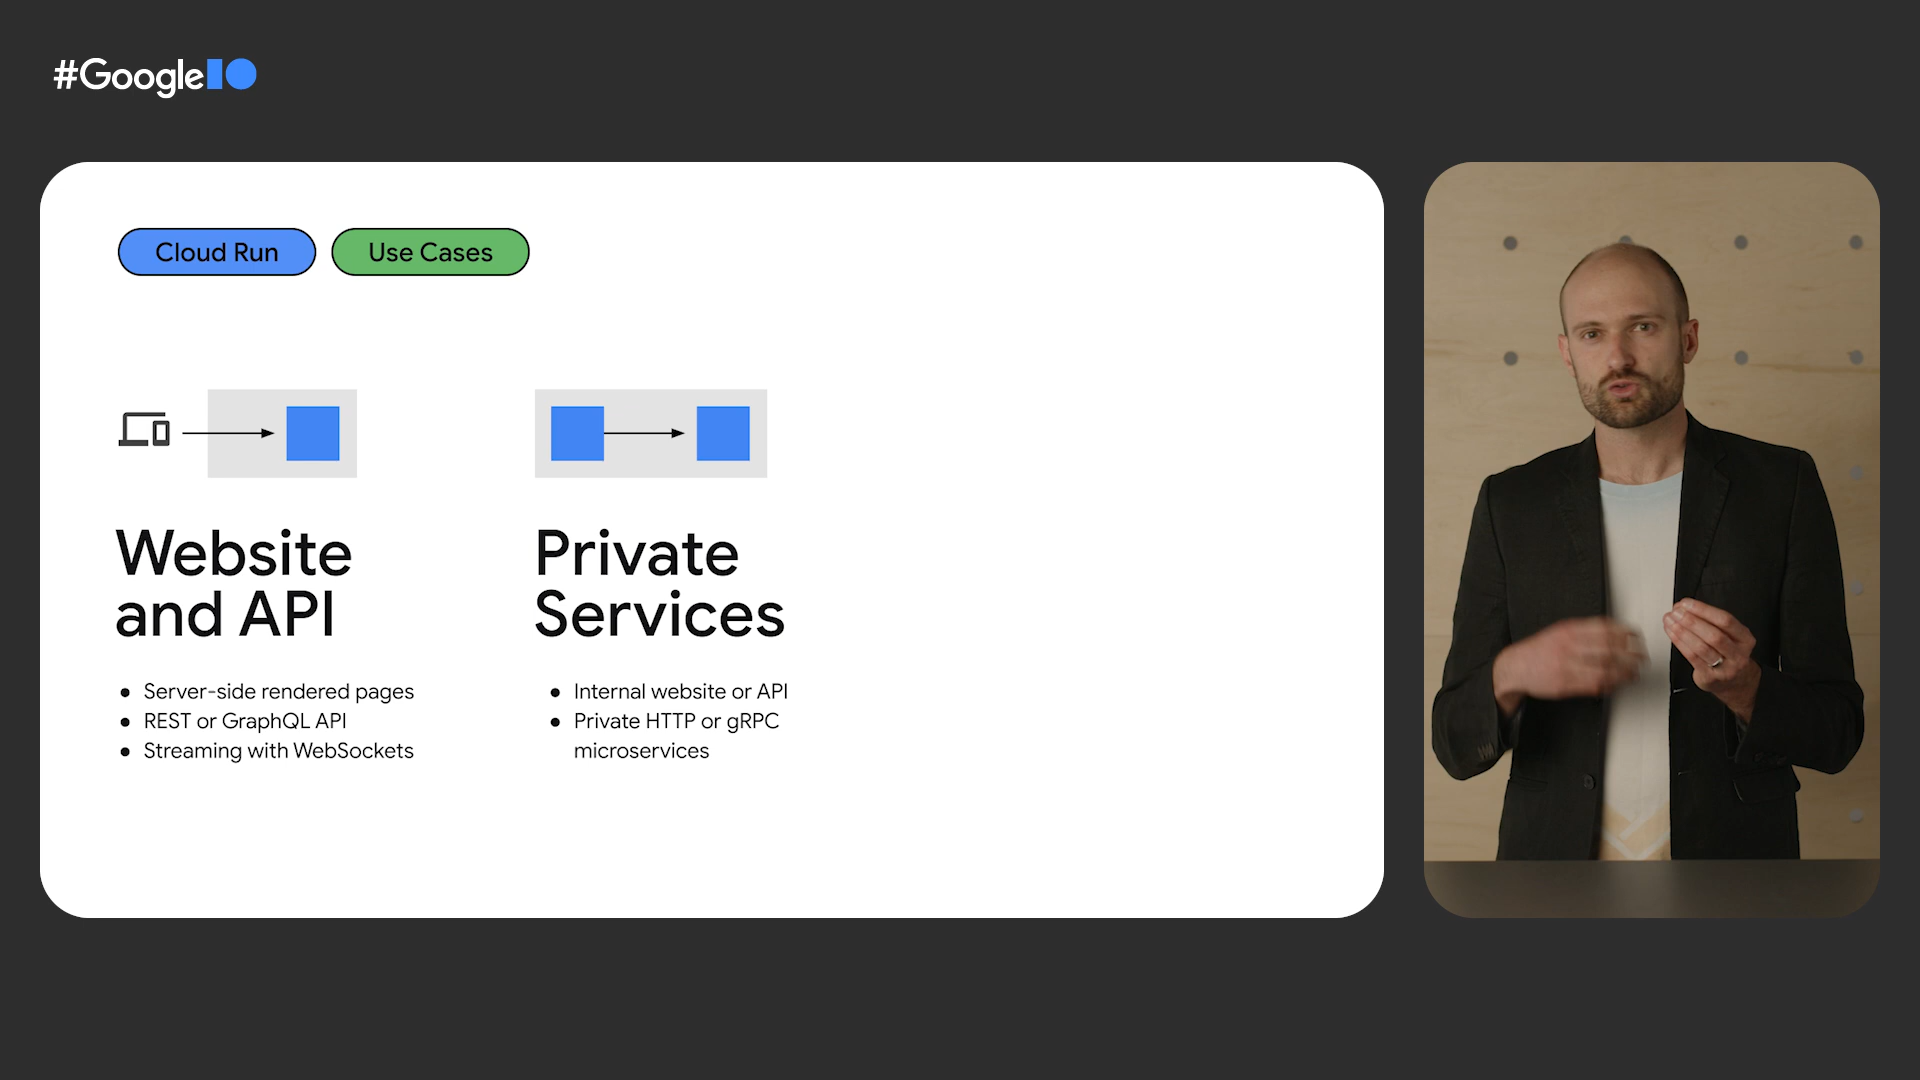 #GoogleIO
Cloud Run
Use Cases
Website
and API
Server-side rendered pages
REST or GraphQL API
Streaming with WebSockets
Private
Services
Internal website or API
Private HTTP or gRPC
microservices